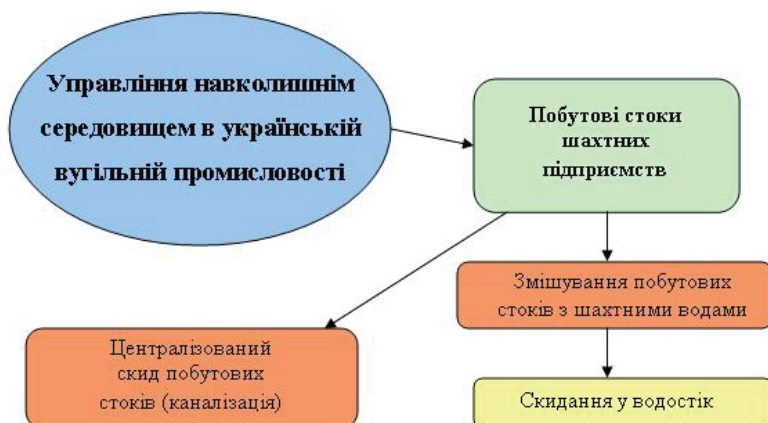 Управління навколишнім
середовищем в українській
вугільній промисловості
Побутові стоки
шахтних
підприємств
Змішування побутових
стоків з шахтними водами
Централізований
скид побутових
стоків (каналізація)
Скидання у водостік